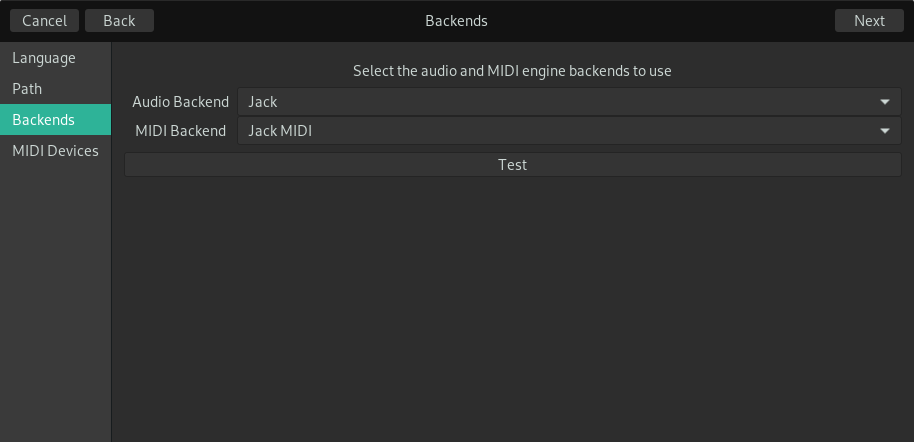 Cancel Back Backends Next
Language
Path
Backends
MIDI Devices
Select the audio and MIDI engine backends to use
Audio Backend Jack
MIDI Backend Jack MIDI
Test